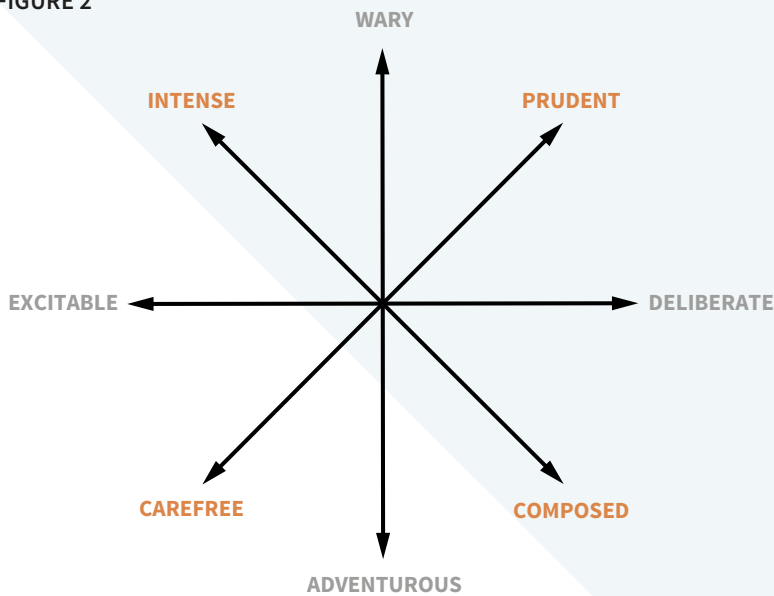 FIGURE 2
WARY
INTENSE
PRUDENT
EXCITABLE
DELIBERATE
CAREFREE
COMPOSED
ADVENTUROUS